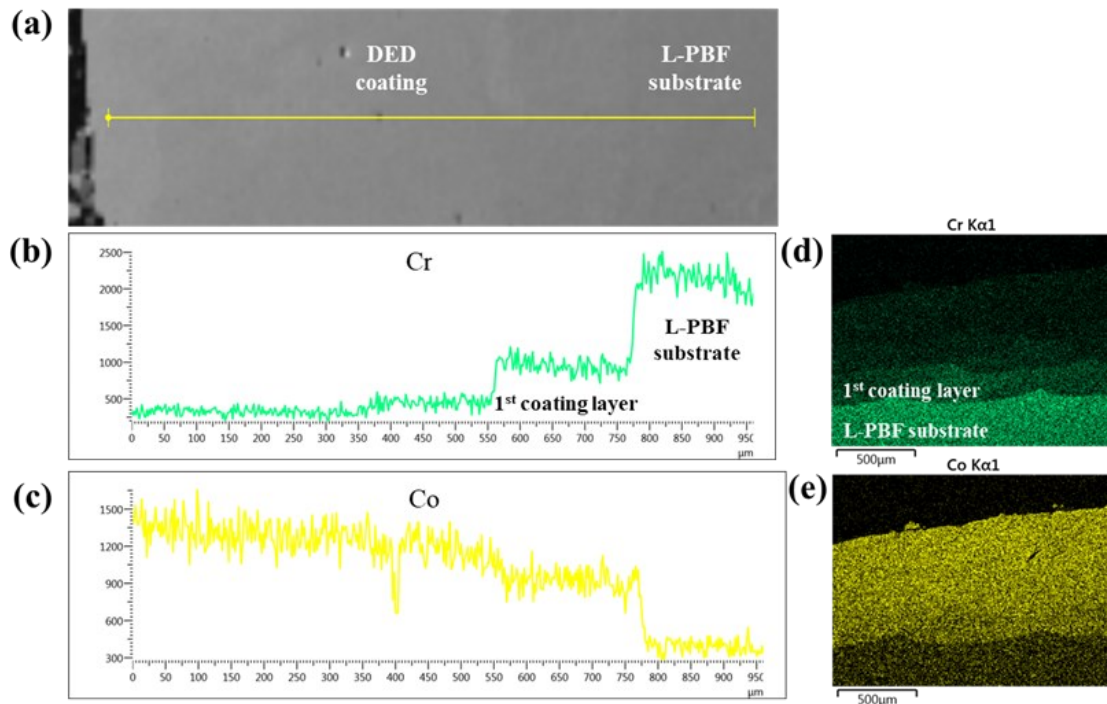 (a)
DED
coating
L-PBF
substrate
(b)
Cr
2500
2000
1500
1000
500
L-PBF
substrate
1st coating layer
0 50 100 150 200 250 300 350 400 450 500 550 600 650 700 750 800 850 900 950
µm
(c)
Co
1500
1200
900
600
300
0 50 100 150 200 250 300 350 400 450 500 550 600 650 700 750 800 850 900 950
µm
(d)
Cr Kα1
1st coating layer
L-PBF substrate
500µm
(e)
Co Kα1
500µm